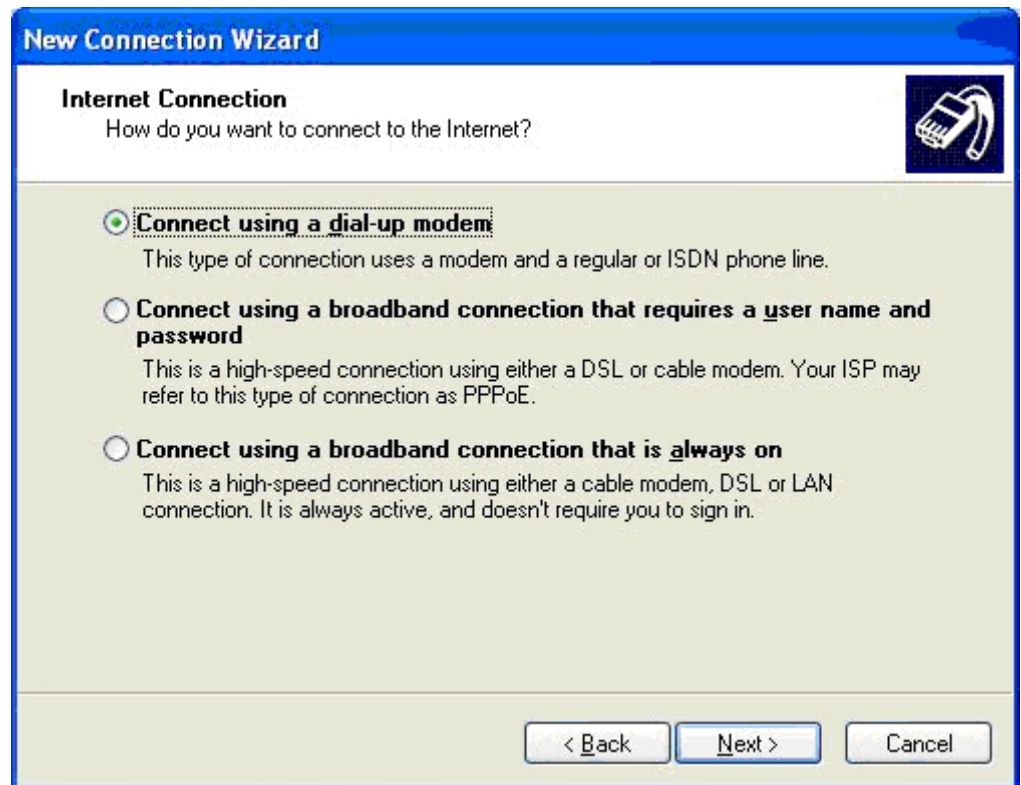 New Connection Wizard
Internet Connection
How do you want to connect to the Internet?
Connect using a dial-up modem
This type of connection uses a modem and a regular or ISDN phone line.
Connect using a broadband connection that requires a user name and
password
This is a high-speed connection using either a DSL or cable modem. Your ISP may
refer to this type of connection as PPPoE.
Connect using a broadband connection that is always on
This is a high-speed connection using either a cable modem, DSL or LAN
connection. It is always active, and doesn't require you to sign in.
< Back Next > Cancel